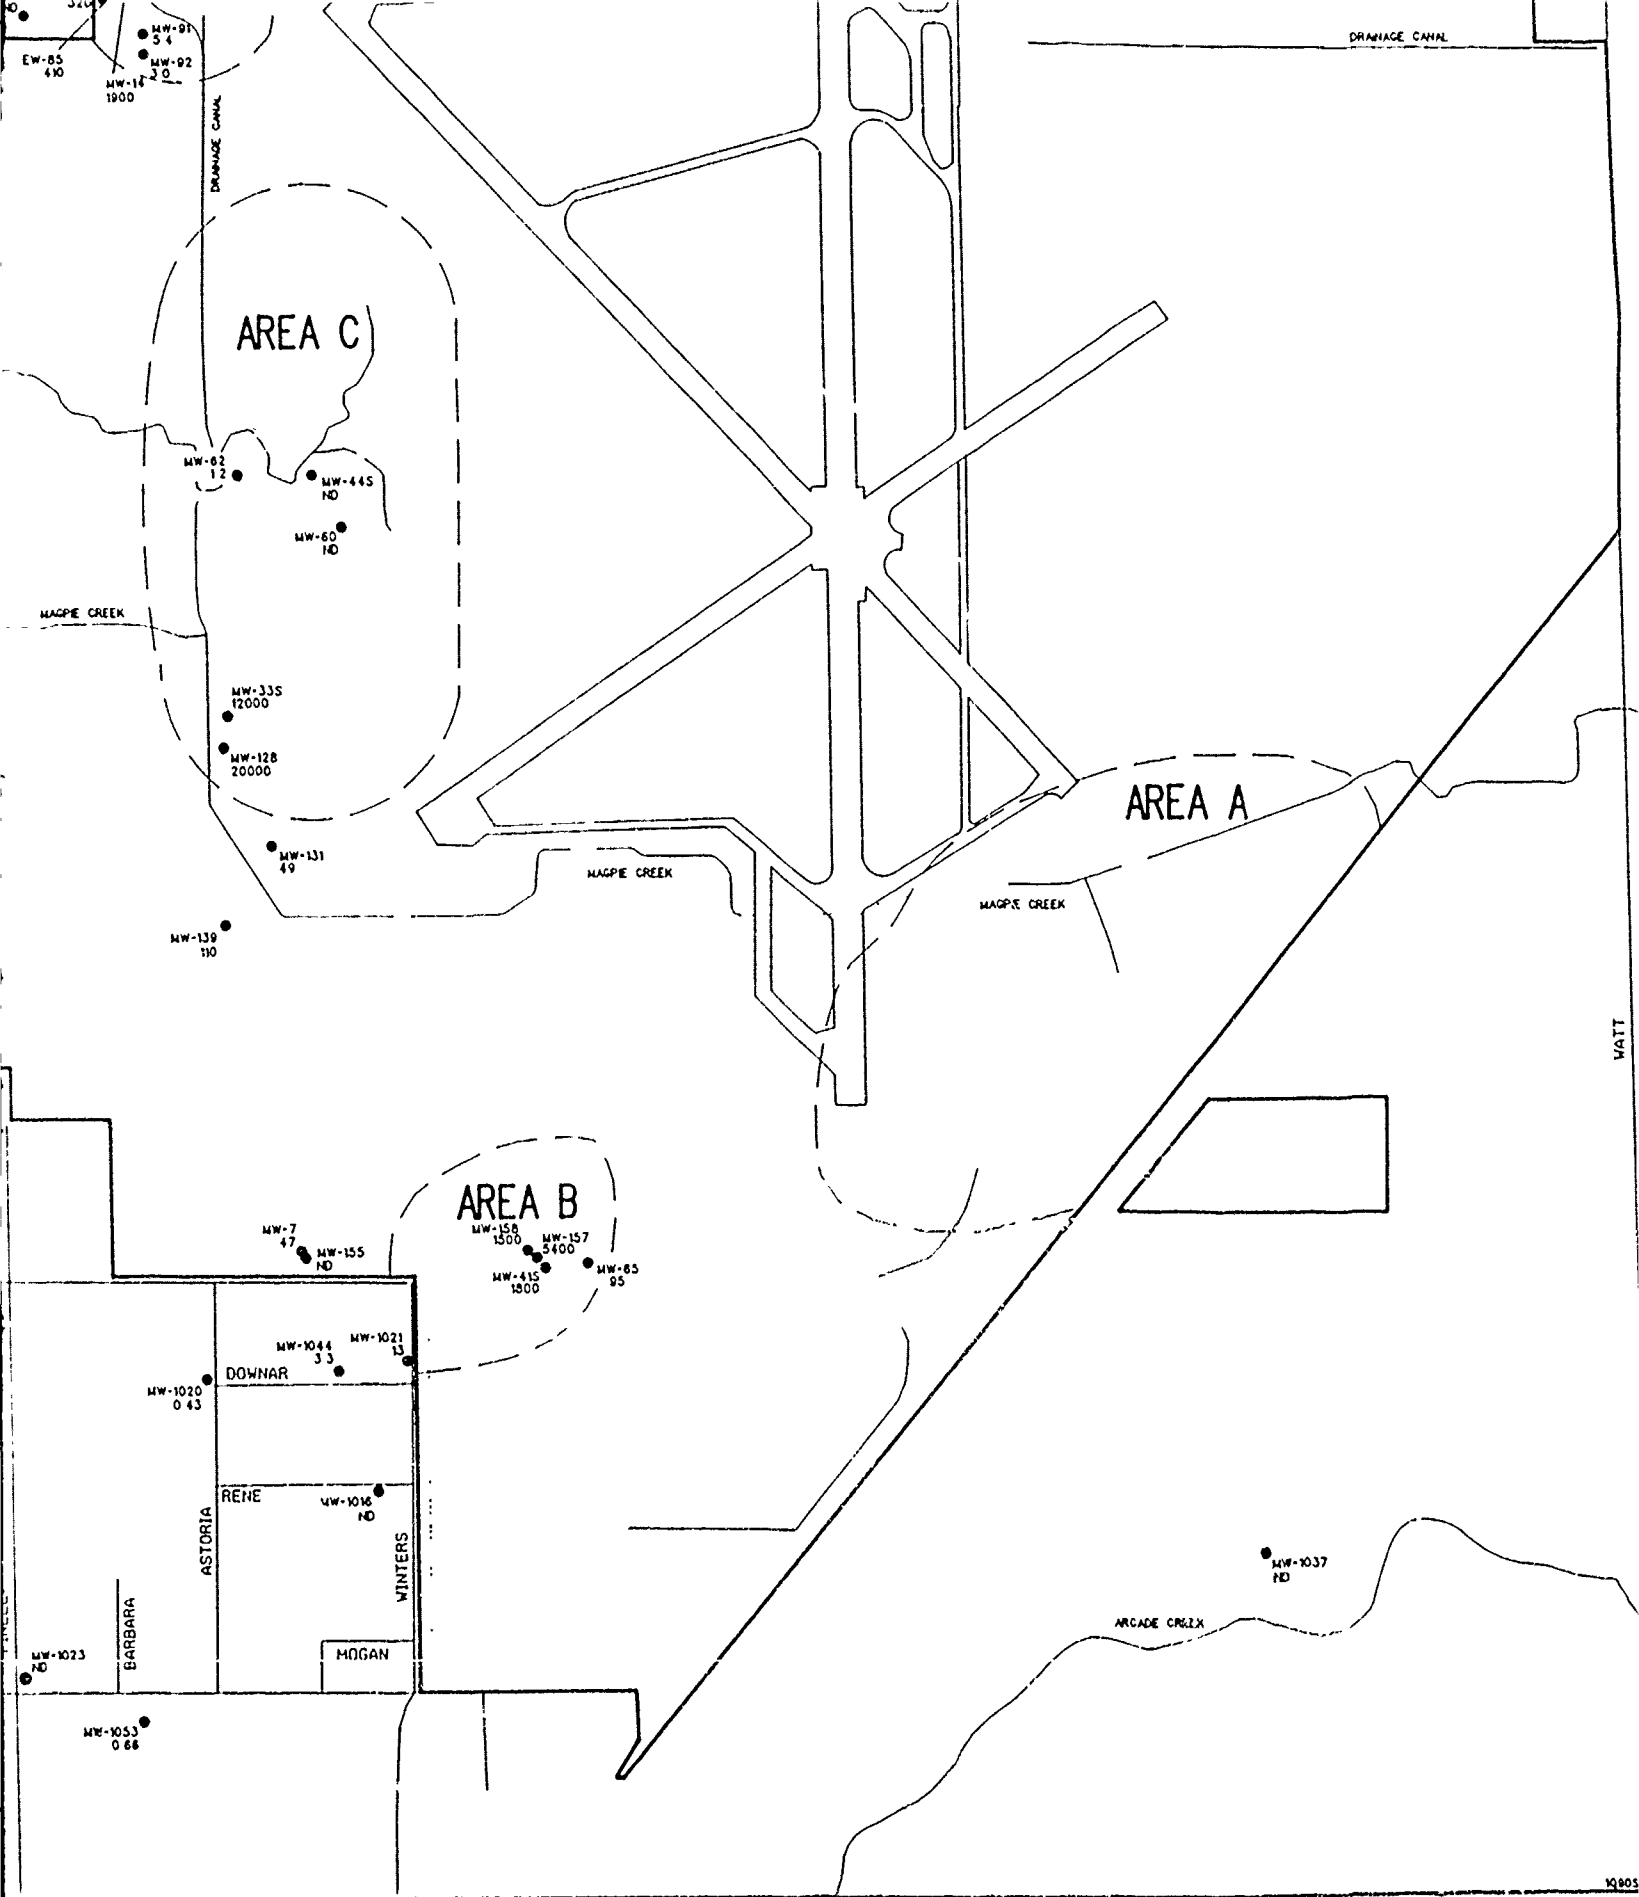 MW-91
5.4
MW-92
3.0
EW-85
410
MW-14
1900
DRAINAGE CANAL
DRAINAGE CANAL
AREA C
MW-62
1.2
MW-44S
ND
MW-60
ND
MAGPIE CREEK
MW-33S
12000
MW-128
20000
AREA A
MW-131
49
MAGPIE CREEK
MAGPIE CREEK
MW-139
110
WATT
AREA B
MW-7
47
MW-155
ND
MW-158
1500
MW-157
5400
MW-41S
1800
MW-65
95
MW-1044
3.3
MW-1021
13
DOWNAR
MW-1020
0.43
RENE
MW-1016
ND
ASTORIA
WINTERS
MW-1037
ND
ARCADE CREEK
BARBARA
MOGAN
MW-1023
ND
MW-1053
0.66